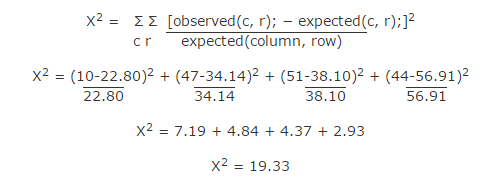 X² = Σ Σ [observed(c, r); − expected(c, r);]²
c r expected(column, row)
X² = (10-22.80)² + (47-34.14)² + (51-38.10)² + (44-56.91)²
22.80 34.14 38.10 56.91
X² = 7.19 + 4.84 + 4.37 + 2.93
X² = 19.33